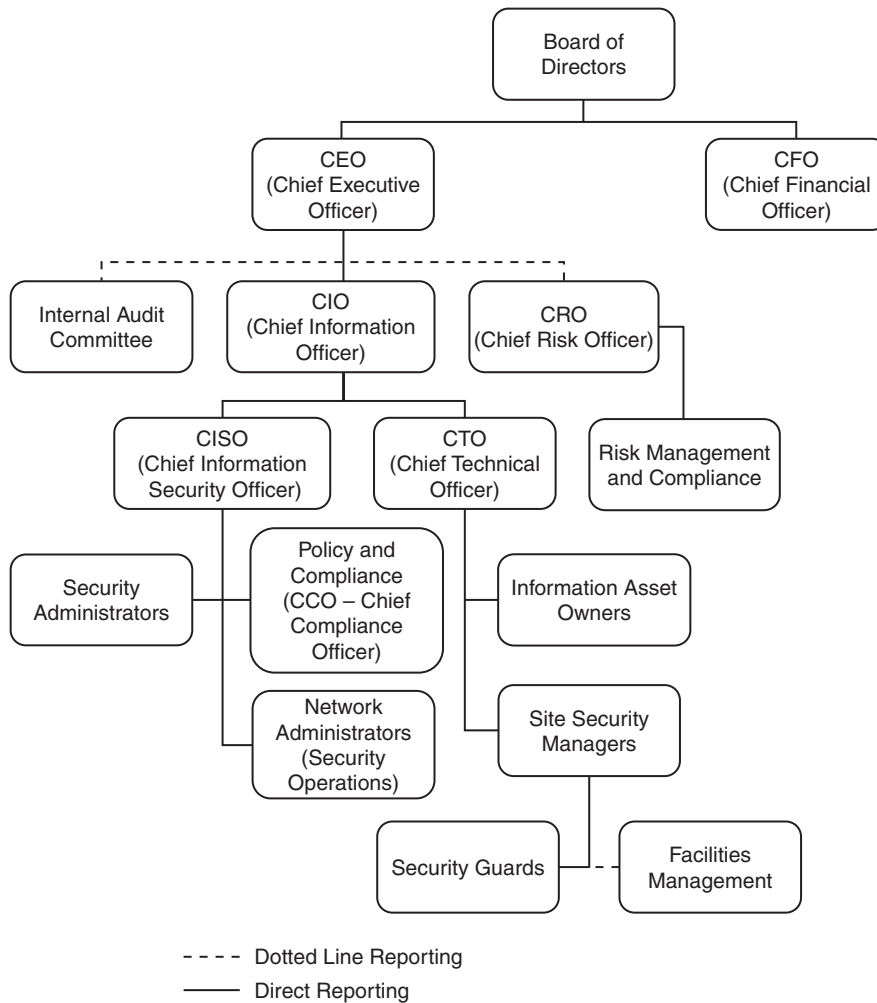 Board of
Directors
CEO
(Chief Executive
Officer)
CFO
(Chief Financial
Officer)
Internal Audit
Committee
CIO
(Chief Information
Officer)
CRO
(Chief Risk Officer)
CISO
(Chief Information
Security Officer)
CTO
(Chief Technical
Officer)
Risk Management
and Compliance
Security
Administrators
Policy and
Compliance
(CCO – Chief
Compliance
Officer)
Information Asset
Owners
Network
Administrators
(Security
Operations)
Site Security
Managers
Security Guards
Facilities
Management
Dotted Line Reporting
Direct Reporting